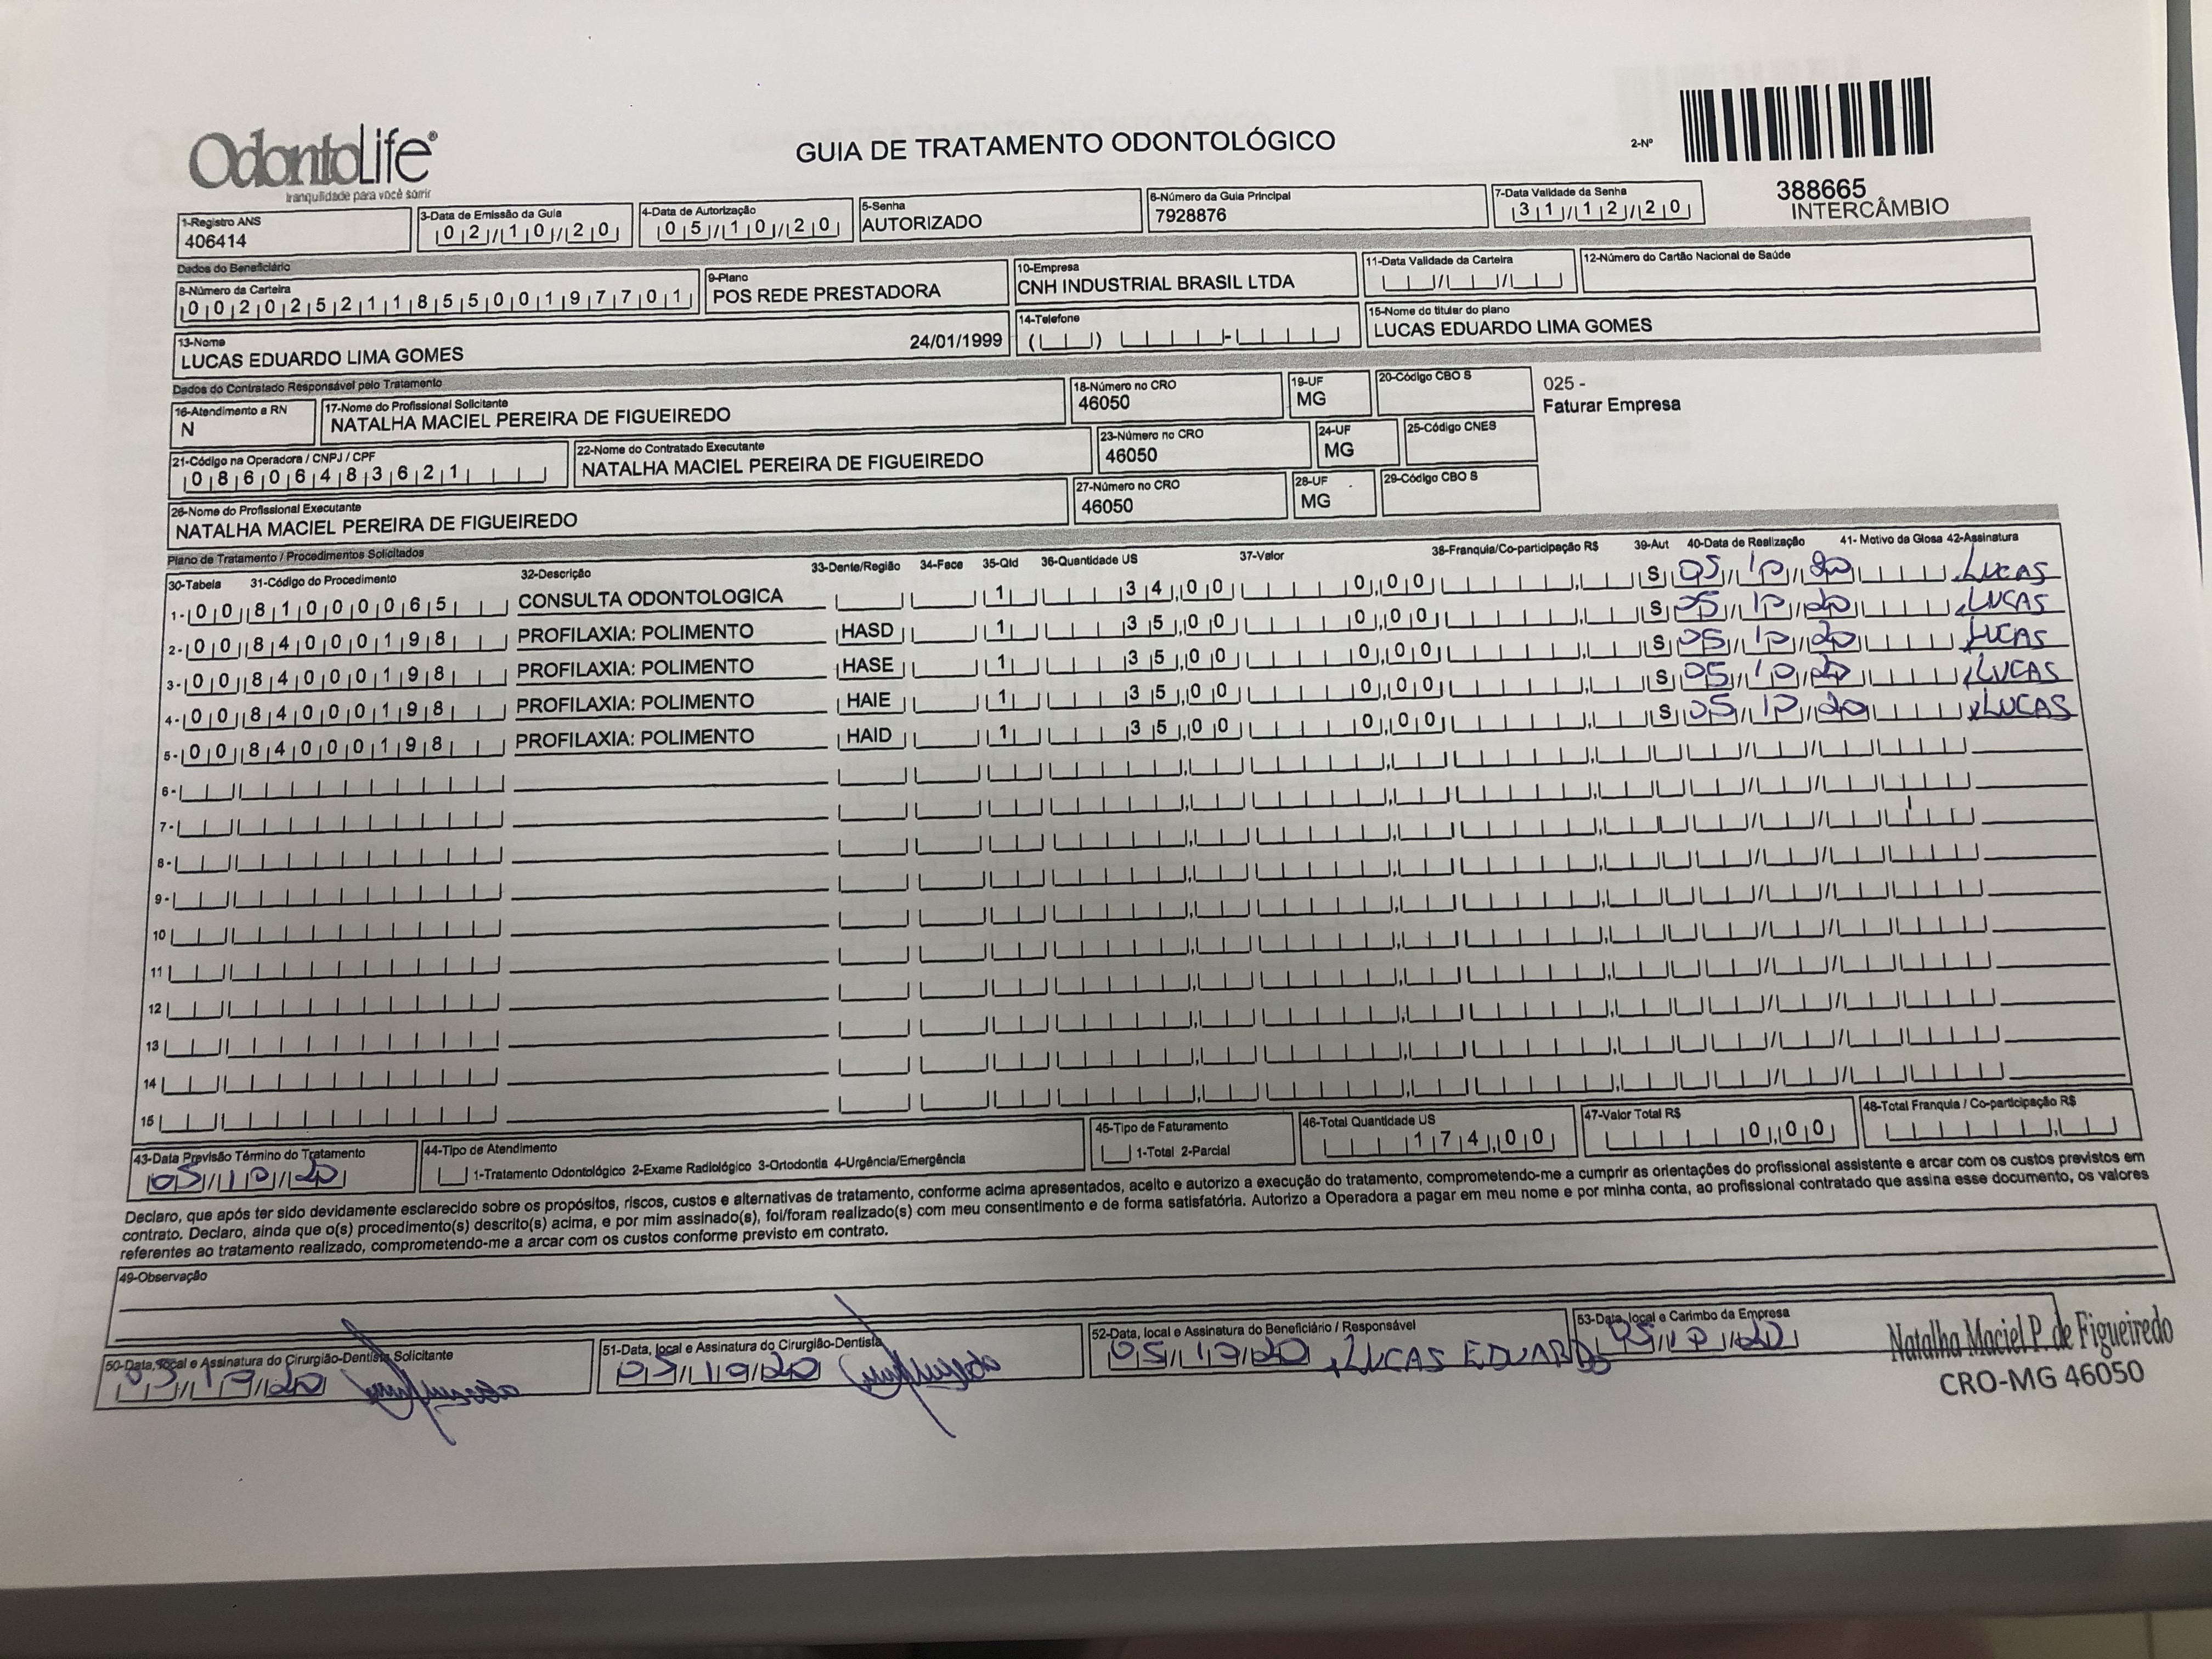 OdontoLife®
tranquilidade para você sorrir
GUIA DE TRATAMENTO ODONTOLÓGICO
2-Nº
388665
INTERCÂMBIO
1-Registro ANS
406414
3-Data de Emissão da Guia
02/10/20
4-Data de Autorização
05/10/20
5-Senha
AUTORIZADO
6-Número da Guia Principal
7928876
7-Data Validade da Senha
31/12/20
Dados do Beneficiário
8-Número da Carteira
00202521185500197701
9-Plano
POS REDE PRESTADORA
10-Empresa
CNH INDUSTRIAL BRASIL LTDA
11-Data Validade da Carteira
12-Número do Cartão Nacional de Saúde
13-Nome
LUCAS EDUARDO LIMA GOMES 24/01/1999
14-Telefone
15-Nome do titular do plano
LUCAS EDUARDO LIMA GOMES
Dados do Contratado Responsável pelo Tratamento
16-Atendimento a RN
N
17-Nome do Profissional Solicitante
NATALHA MACIEL PEREIRA DE FIGUEIREDO
18-Número no CRO
46050
19-UF
MG
20-Código CBO S
025 -
Faturar Empresa
21-Código na Operadora / CNPJ / CPF
08606483621
22-Nome do Contratado Executante
NATALHA MACIEL PEREIRA DE FIGUEIREDO
23-Número no CRO
46050
24-UF
MG
25-Código CNES
26-Nome do Profissional Executante
NATALHA MACIEL PEREIRA DE FIGUEIREDO
27-Número no CRO
46050
28-UF
MG
29-Código CBO S
Plano de Tratamento / Procedimentos Solicitados
30-Tabela 31-Código do Procedimento 32-Descrição 33-Dente/Região 34-Face 35-Qtd 36-Quantidade US 37-Valor 38-Franquia/Co-participação R$ 39-Aut 40-Data de Realização 41- Motivo da Glosa 42-Assinatura
1- 00 81000065 CONSULTA ODONTOLOGICA 1 34,00 0,00 S 05/10/20 LUCAS
2- 00 84000198 PROFILAXIA: POLIMENTO HASD 1 35,00 0,00 S 05/10/20 LUCAS
3- 00 84000198 PROFILAXIA: POLIMENTO HASE 1 35,00 0,00 S 05/10/20 LUCAS
4- 00 84000198 PROFILAXIA: POLIMENTO HAIE 1 35,00 0,00 S 05/10/20 LUCAS
5- 00 84000198 PROFILAXIA: POLIMENTO HAID 1 35,00 0,00 S 05/10/20 LUCAS
6-
7-
8-
9-
10
11
12
13
14
15
43-Data Previsão Término do Tratamento
05/10/20
44-Tipo de Atendimento
1-Tratamento Odontológico 2-Exame Radiológico 3-Ortodontia 4-Urgência/Emergência
45-Tipo de Faturamento
1-Total 2-Parcial
46-Total Quantidade US
174,00
47-Valor Total R$
0,00
48-Total Franquia / Co-participação R$
Declaro, que após ter sido devidamente esclarecido sobre os propósitos, riscos, custos e alternativas de tratamento, conforme acima apresentados, aceito e autorizo a execução do tratamento, comprometendo-me a cumprir as orientações do profissional assistente e arcar com os custos previstos em
contrato. Declaro, ainda que o(s) procedimento(s) descrito(s) acima, e por mim assinado(s), foi/foram realizado(s) com meu consentimento e de forma satisfatória. Autorizo a Operadora a pagar em meu nome e por minha conta, ao profissional contratado que assina esse documento, os valores
referentes ao tratamento realizado, comprometendo-me a arcar com os custos conforme previsto em contrato.
49-Observação
50-Data, local e Assinatura do Cirurgião-Dentista Solicitante
05/10/20
51-Data, local e Assinatura do Cirurgião-Dentista
05/10/20
52-Data, local e Assinatura do Beneficiário / Responsável
05/10/20 LUCAS EDUARDO
53-Data, local e Carimbo da Empresa
05/10/20
Natalha Maciel P. de Figueiredo
CRO-MG 46050